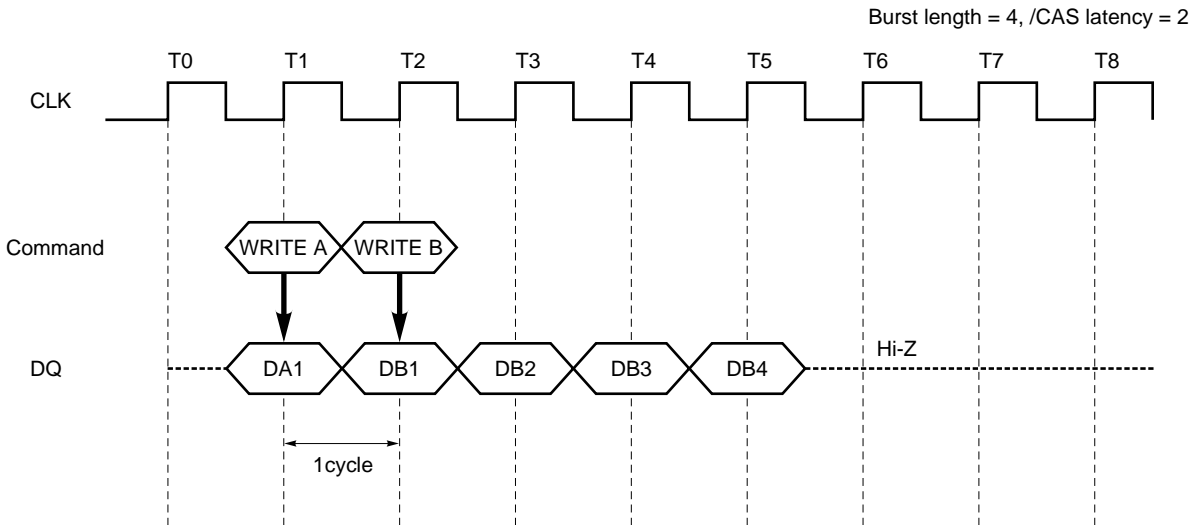 Burst length = 4, /CAS latency = 2
T0 T1 T2 T3 T4 T5 T6 T7 T8
CLK
Command WRITE A WRITE B
DQ DA1 DB1 DB2 DB3 DB4 Hi-Z
1cycle